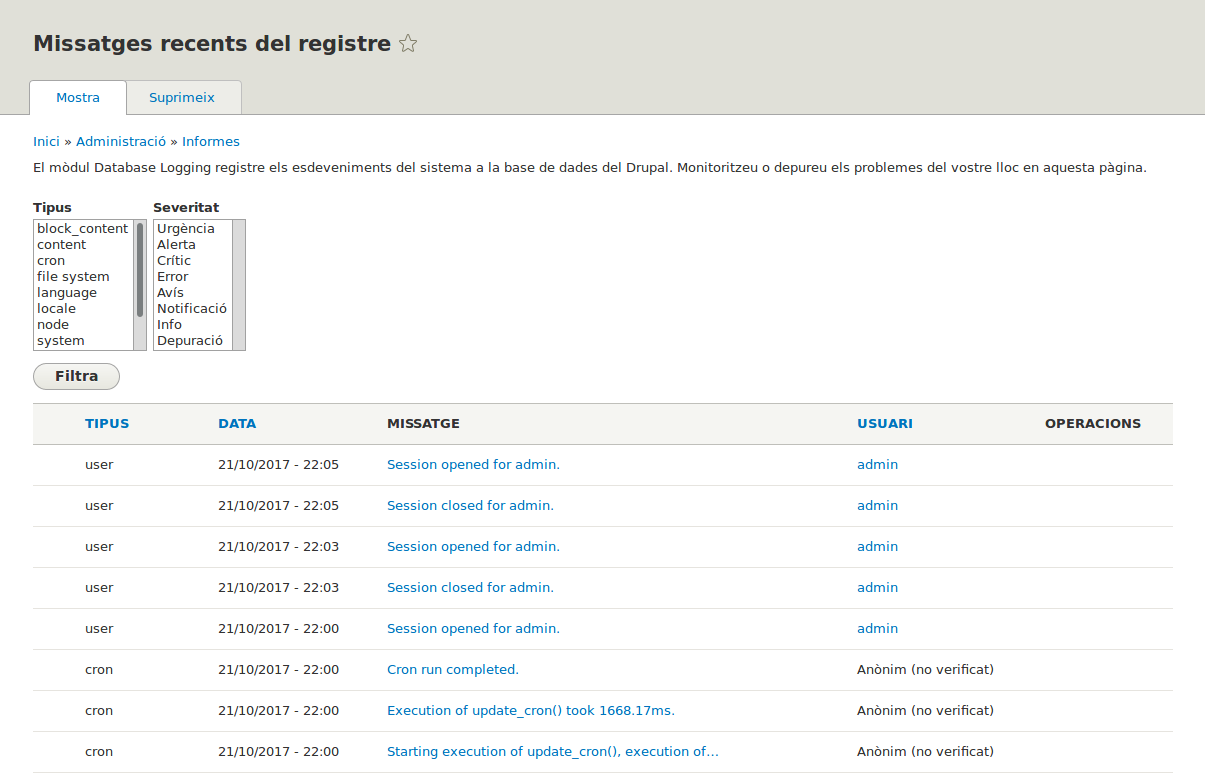 Missatges recents del registre
Mostra Suprimeix
Inici » Administració » Informes
El mòdul Database Logging registre els esdeveniments del sistema a la base de dades del Drupal. Monitoritzeu o depureu els problemes del vostre lloc en aquesta pàgina.
Tipus Severitat
block_content Urgència
content Alerta
cron Crític
file system Error
language Avís
locale Notificació
node Info
system Depuració
Filtra
TIPUS DATA MISSATGE USUARI OPERACIONS
user 21/10/2017 - 22:05 Session opened for admin. admin
user 21/10/2017 - 22:05 Session closed for admin. admin
user 21/10/2017 - 22:03 Session opened for admin. admin
user 21/10/2017 - 22:03 Session closed for admin. admin
user 21/10/2017 - 22:00 Session opened for admin. admin
cron 21/10/2017 - 22:00 Cron run completed. Anònim (no verificat)
cron 21/10/2017 - 22:00 Execution of update_cron() took 1668.17ms. Anònim (no verificat)
cron 21/10/2017 - 22:00 Starting execution of update_cron(), execution of… Anònim (no verificat)